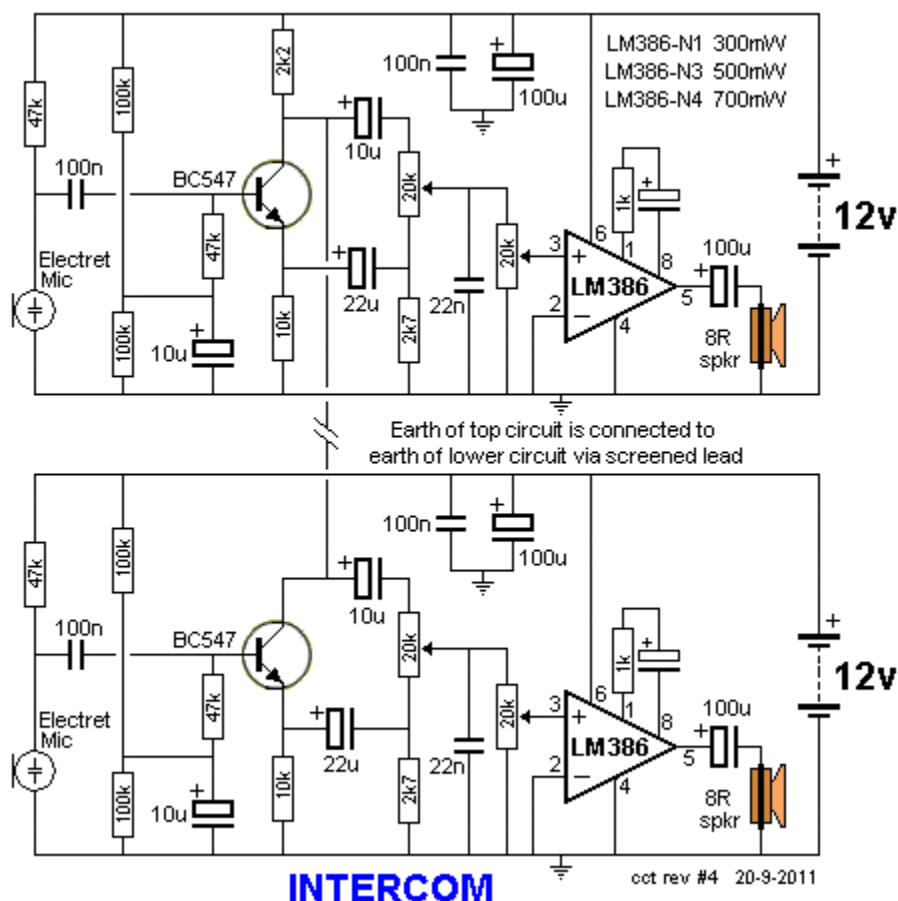 2k2
100n
100u
LM386-N1 300mW
LM386-N3 500mW
LM386-N4 700mW
47k
100k
10u
100n
BC547
20k
1k
+
12v
47k
20k
3
6
1
8
100u
Electret
Mic
LM386
2
5
22u
22n
4
100k
10u
10k
2k7
8R
spkr
Earth of top circuit is connected to
earth of lower circuit via screened lead
47k
100k
100n
100u
10u
100n
BC547
20k
1k
+
12v
47k
20k
3
6
1
8
100u
Electret
Mic
LM386
2
5
22u
22n
4
100k
10u
10k
2k7
8R
spkr
INTERCOM
cct rev #4 20-9-2011